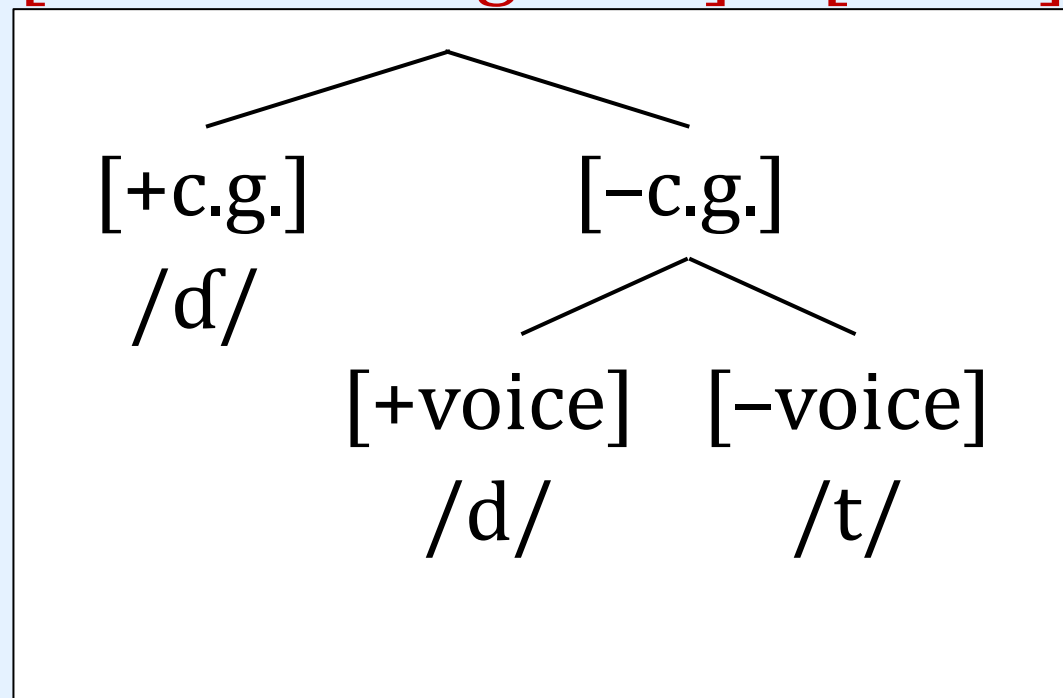 [+c.g.] [–c.g.]
/ɗ/
[+voice] [–voice]
/d/ /t/